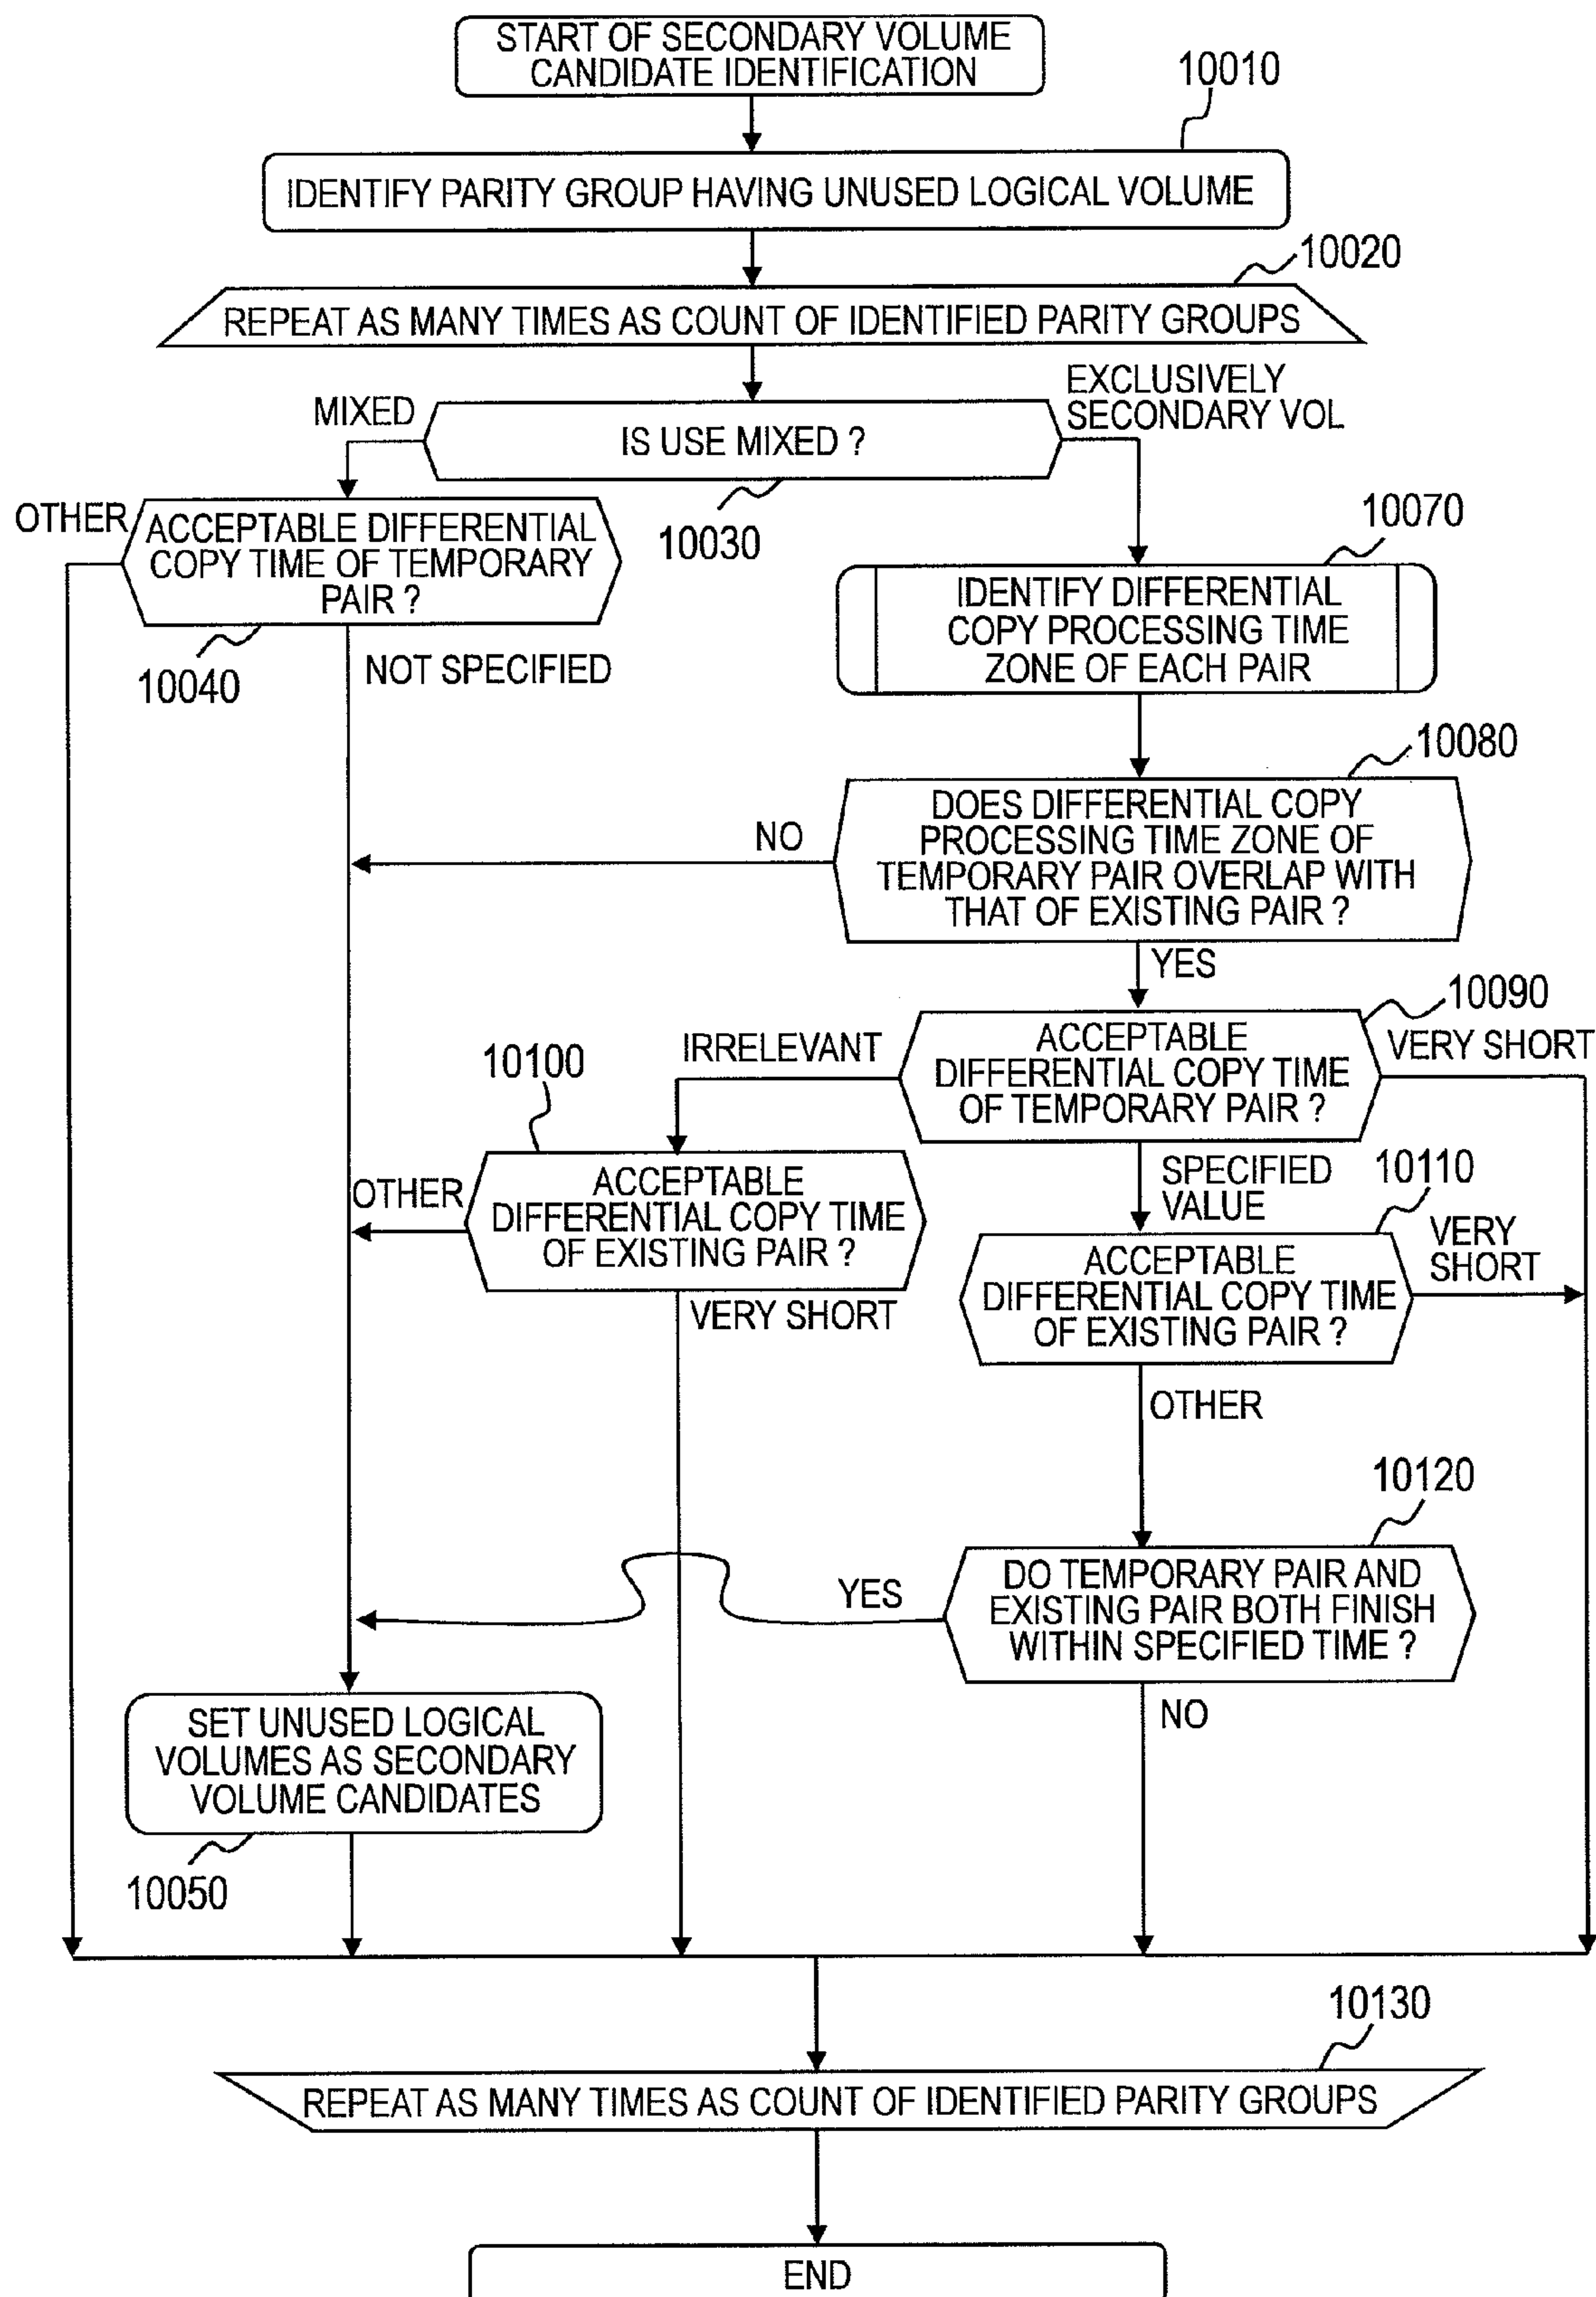 START OF SECONDARY VOLUME
CANDIDATE IDENTIFICATION
10010
IDENTIFY PARITY GROUP HAVING UNUSED LOGICAL VOLUME
10020
REPEAT AS MANY TIMES AS COUNT OF IDENTIFIED PARITY GROUPS
MIXED
EXCLUSIVELY
SECONDARY VOL
IS USE MIXED ?
10030
OTHER
ACCEPTABLE DIFFERENTIAL
COPY TIME OF TEMPORARY
PAIR ?
10040
NOT SPECIFIED
10070
IDENTIFY DIFFERENTIAL
COPY PROCESSING TIME
ZONE OF EACH PAIR
10080
DOES DIFFERENTIAL COPY
PROCESSING TIME ZONE OF
TEMPORARY PAIR OVERLAP WITH
THAT OF EXISTING PAIR ?
NO
YES
10090
ACCEPTABLE
DIFFERENTIAL COPY TIME
OF TEMPORARY PAIR ?
IRRELEVANT
VERY SHORT
10100
ACCEPTABLE
DIFFERENTIAL COPY TIME
OF EXISTING PAIR ?
OTHER
VERY SHORT
SPECIFIED
VALUE
10110
ACCEPTABLE
DIFFERENTIAL COPY TIME
OF EXISTING PAIR ?
VERY
SHORT
OTHER
10120
DO TEMPORARY PAIR AND
EXISTING PAIR BOTH FINISH
WITHIN SPECIFIED TIME ?
YES
NO
SET UNUSED LOGICAL
VOLUMES AS SECONDARY
VOLUME CANDIDATES
10050
10130
REPEAT AS MANY TIMES AS COUNT OF IDENTIFIED PARITY GROUPS
END